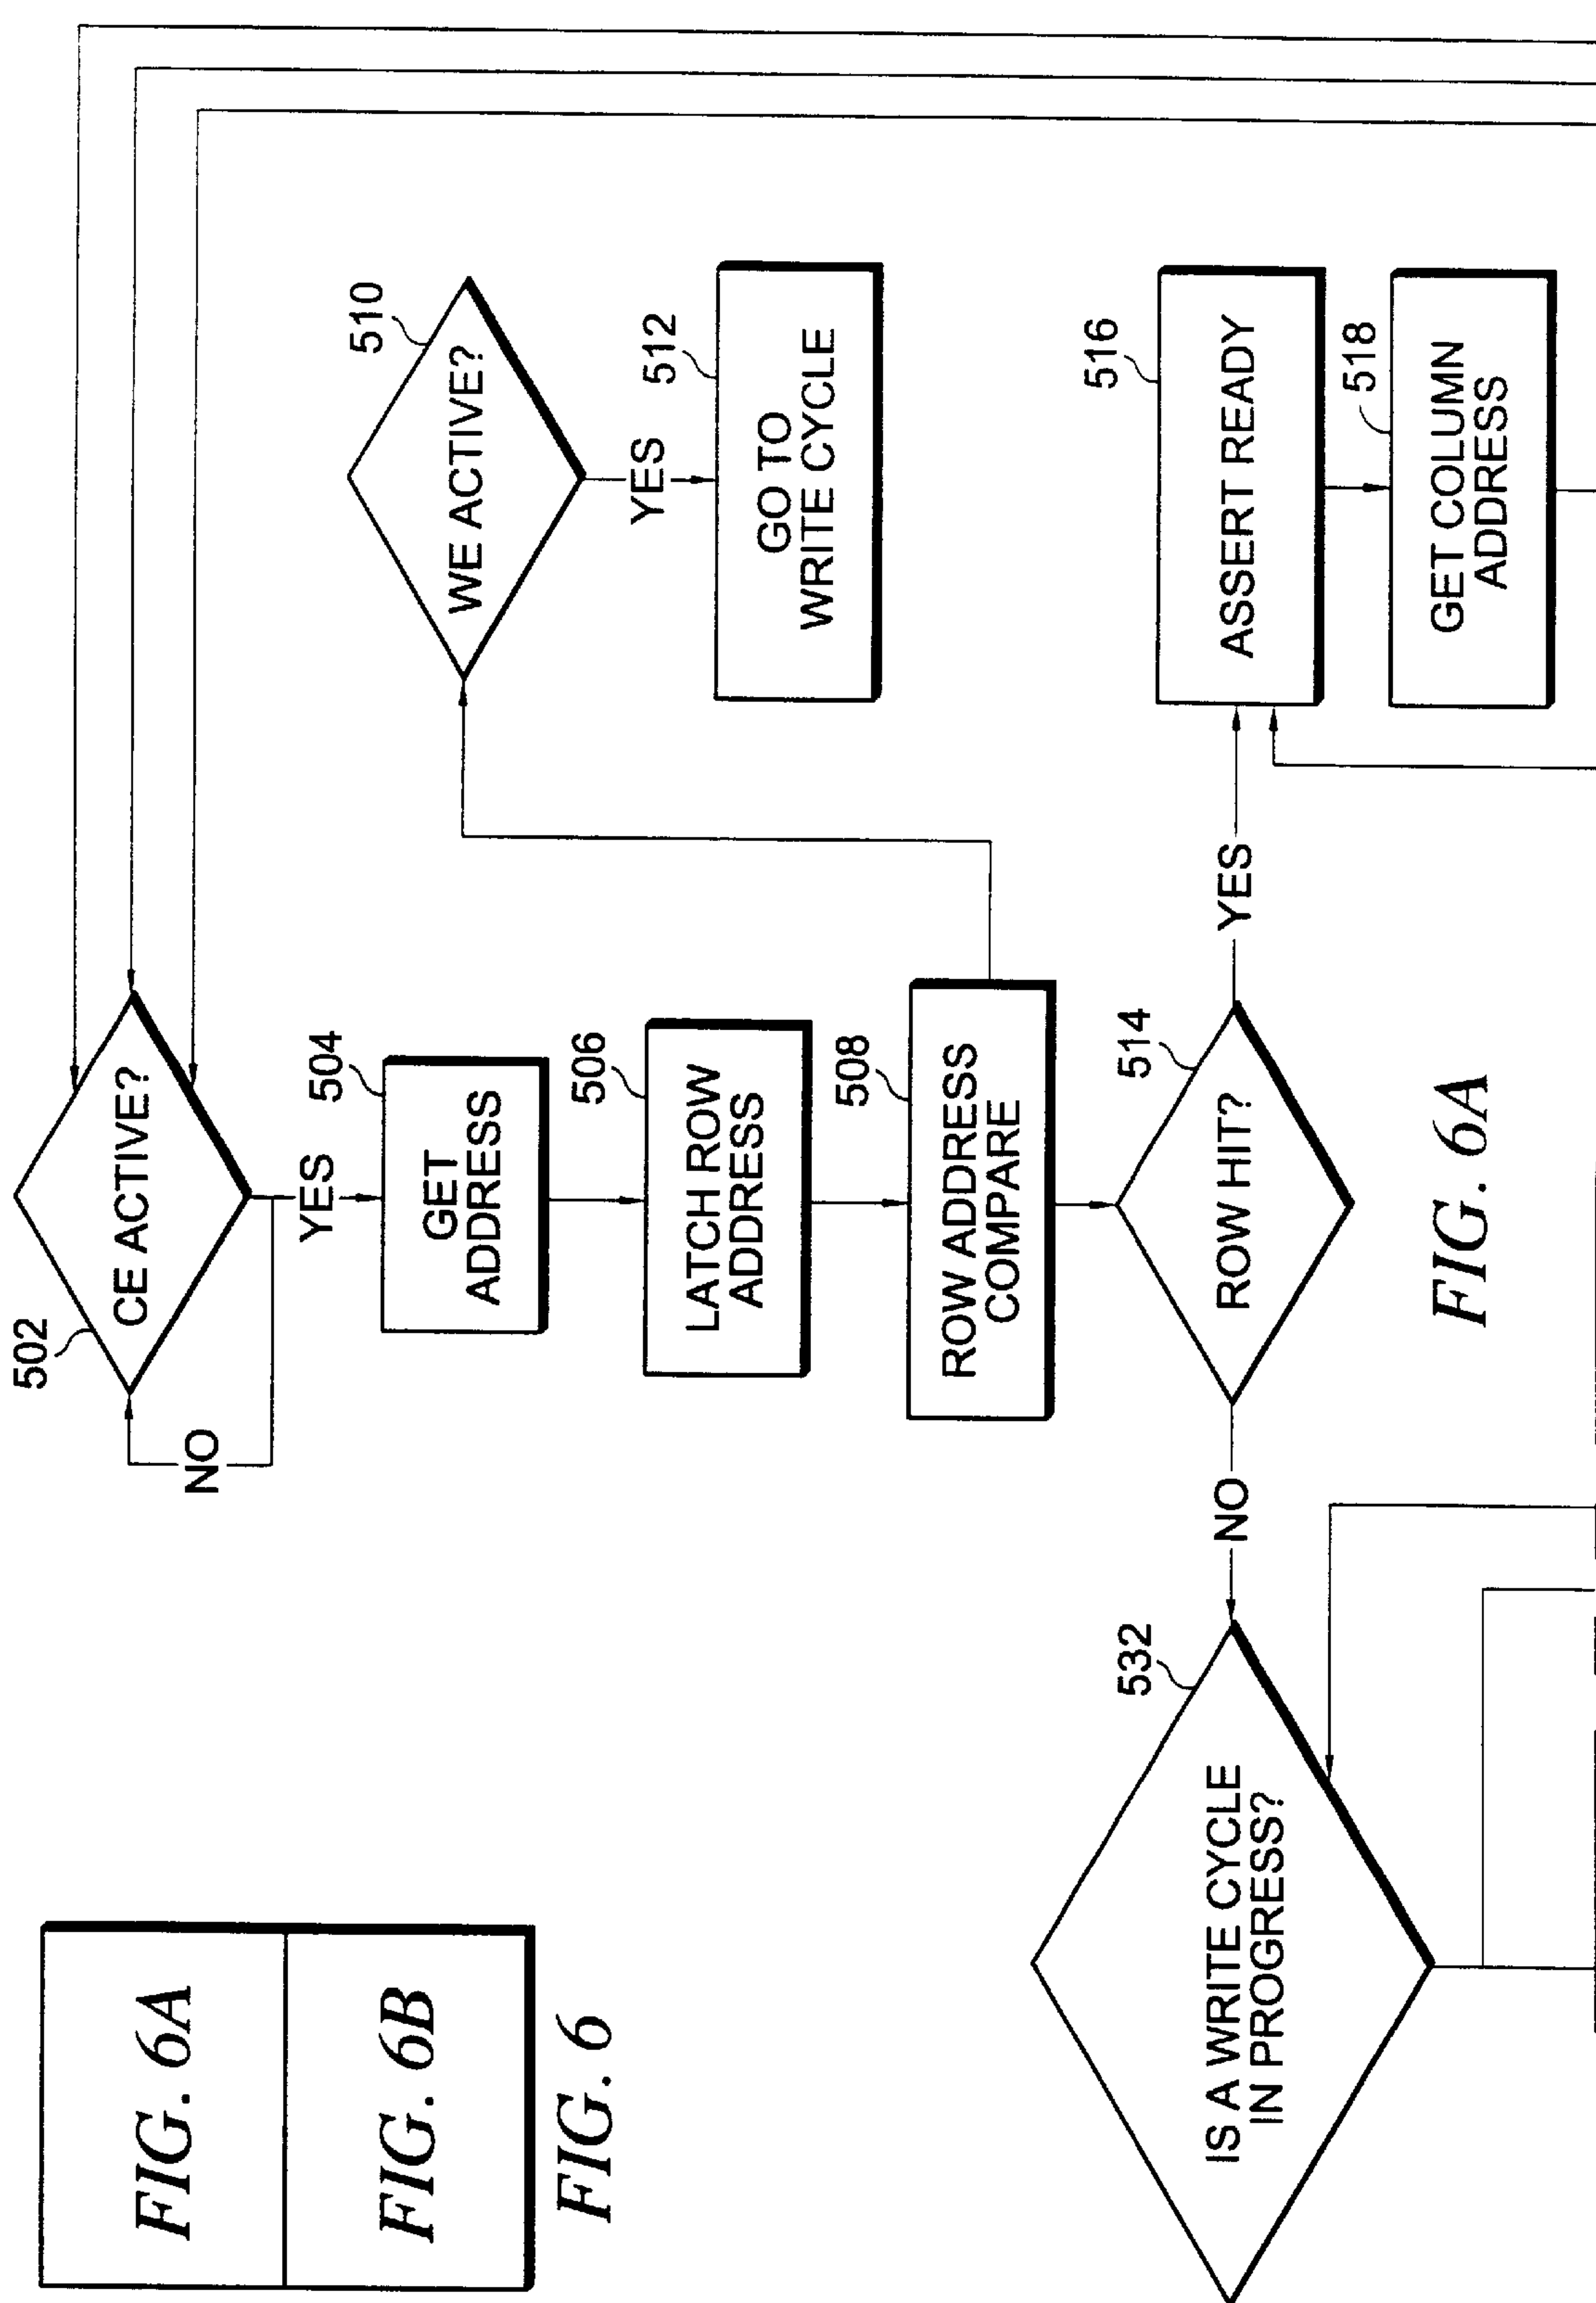 FIG. 6A
FIG. 6B
FIG. 6
502
CE ACTIVE?
NO
YES
504
GET
ADDRESS
506
LATCH ROW
ADDRESS
508
ROW ADDRESS
COMPARE
510
WE ACTIVE?
YES
512
GO TO
WRITE CYCLE
514
ROW HIT?
YES
NO
516
ASSERT READY
518
GET COLUMN
ADDRESS
532
IS A WRITE CYCLE
IN PROGRESS?
FIG. 6A